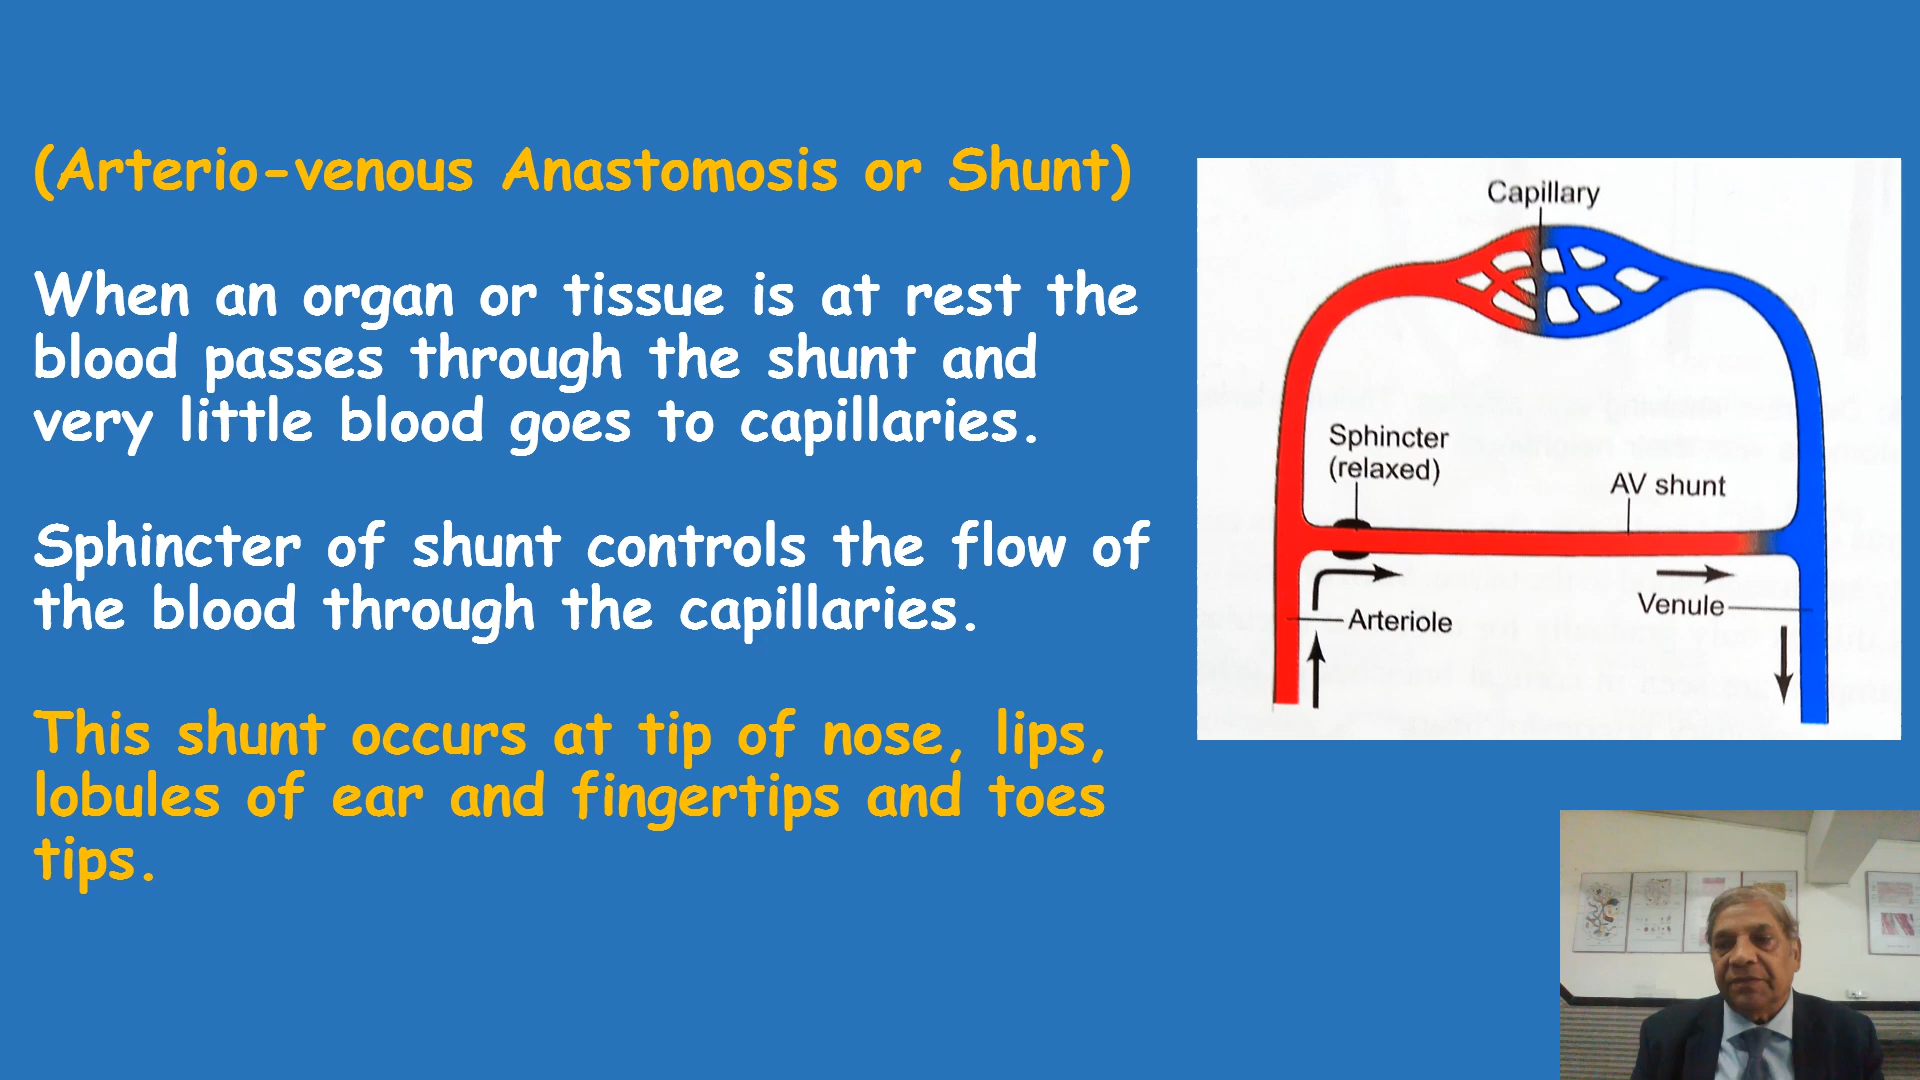 (Arterio-venous Anastomosis or Shunt)
When an organ or tissue is at rest the
blood passes through the shunt and
very little blood goes to capillaries.
Sphincter of shunt controls the flow of
the blood through the capillaries.
This shunt occurs at tip of nose, lips,
lobules of ear and fingertips and toes
tips.
Capillary
Sphincter
(relaxed)
AV shunt
Venule
Arteriole